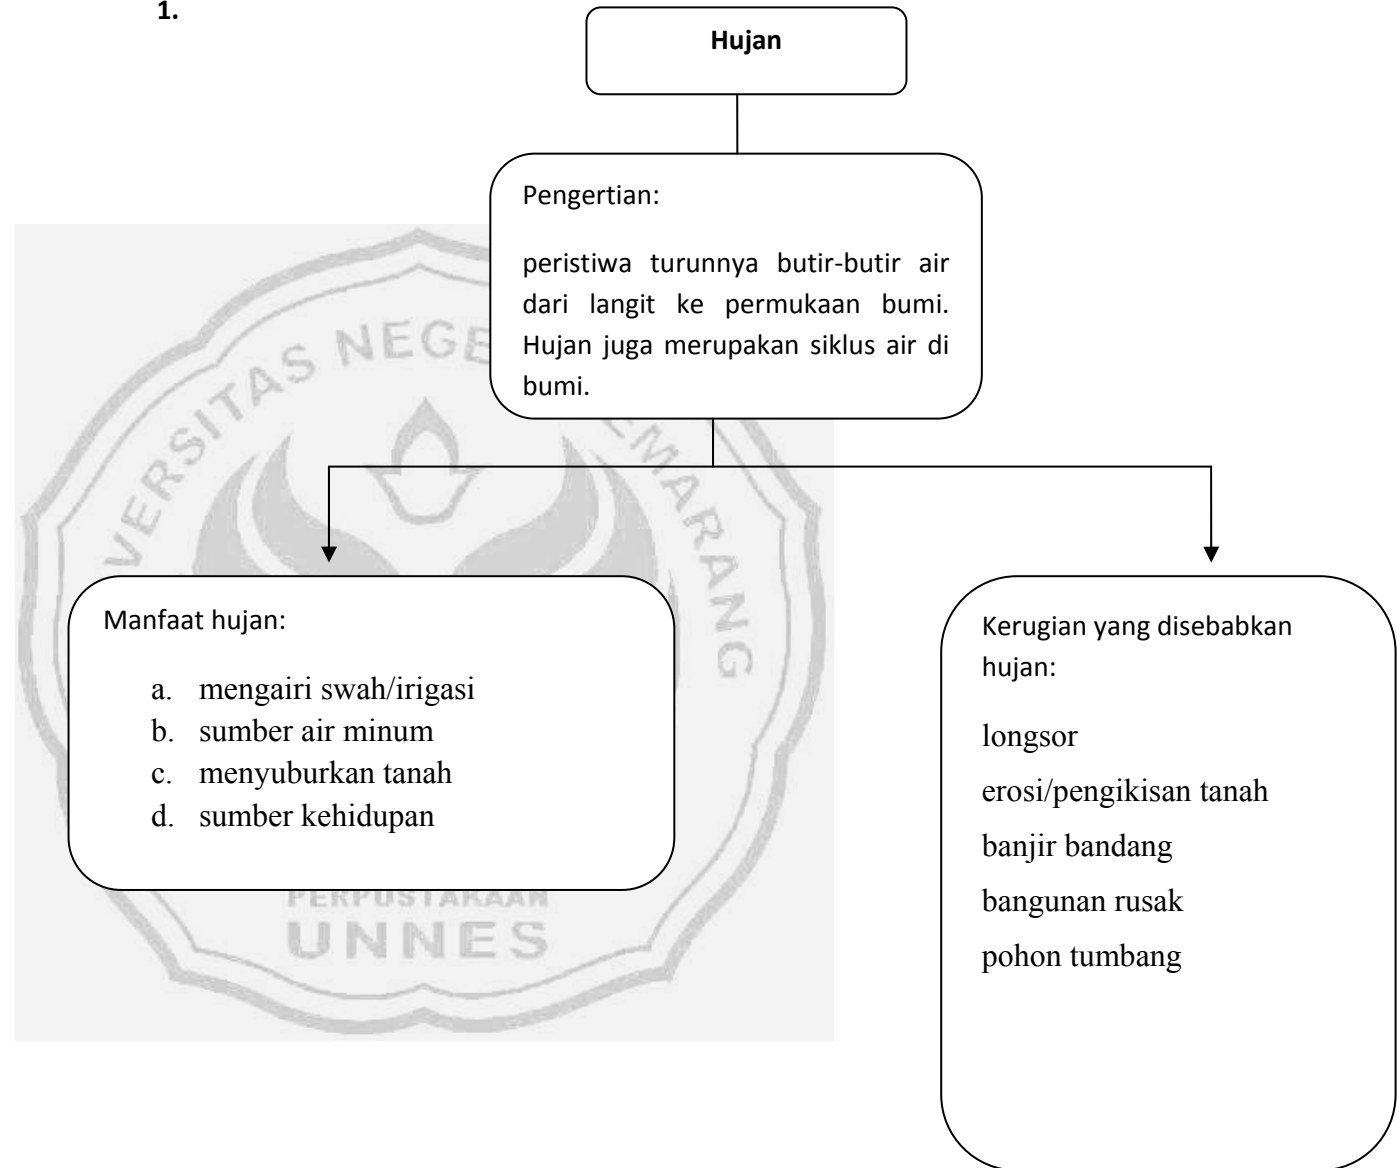 1.
Hujan
Pengertian:
peristiwa turunnya butir-butir air
dari langit ke permukaan bumi.
Hujan juga merupakan siklus air di
bumi.
Manfaat hujan:
a. mengairi swah/irigasi
b. sumber air minum
c. menyuburkan tanah
d. sumber kehidupan
Kerugian yang disebabkan
hujan:
longsor
erosi/pengikisan tanah
banjir bandang
bangunan rusak
pohon tumbang
PERPUSTAKAAN
UNNES